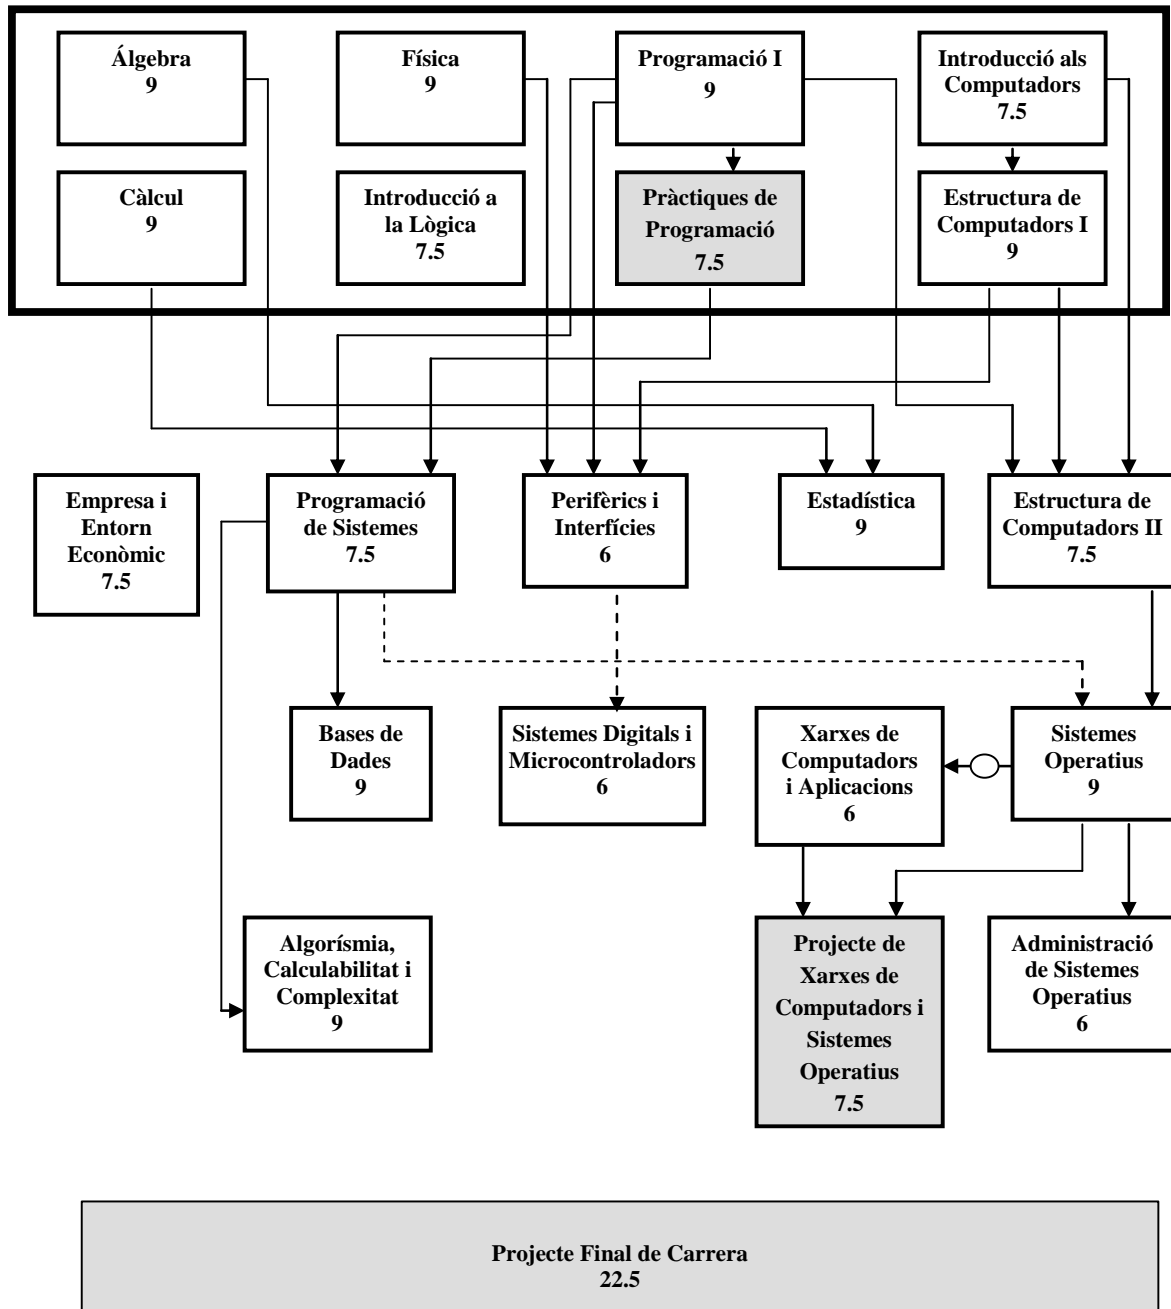 Álgebra
9
Física
9
Programació I
9
Introducció als
Computadors
7.5
Càlcul
9
Introducció a
la Lògica
7.5
Pràctiques de
Programació
7.5
Estructura de
Computadors I
9
Empresa i
Entorn
Econòmic
7.5
Programació
de Sistemes
7.5
Perifèrics i
Interfícies
6
Estadística
9
Estructura de
Computadors II
7.5
Bases de
Dades
9
Sistemes Digitals i
Microcontroladors
6
Xarxes de
Computadors
i Aplicacions
6
Sistemes
Operatius
9
Algorísmia,
Calculabilitat i
Complexitat
9
Projecte de
Xarxes de
Computadors i
Sistemes
Operatius
7.5
Administració
de Sistemes
Operatius
6
Projecte Final de Carrera
22.5